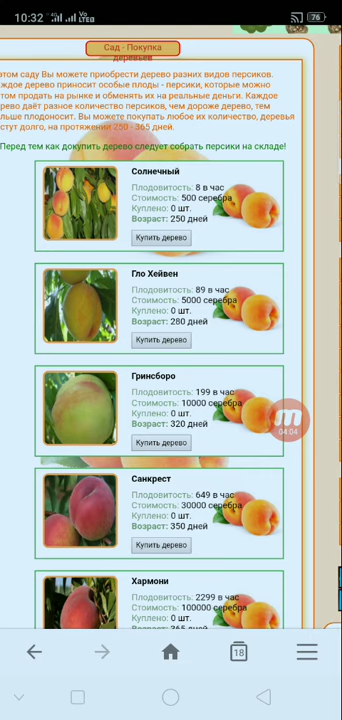 10:32
4G
VoLTE
76
Сад - Покупка
деревьев
этом саду Вы можете приобрести дерево разних видов персиков.
аждое дерево приносит особые плоды - персики, которые можно
том продать на рынке и обменять их на реальные деньги. Каждое
рево даёт разное количество персиков, чем дороже дерево, тем
льше плодоносит. Вы можете покупать любое их количество, деревья
стут долго, на протяжении 250 - 365 дней.
Перед тем как докупить дерево следует собрать персики на складе!
Солнечный
Плодовитость: 8 в час
Стоимость: 500 серебра
Куплено: 0 шт.
Возраст: 250 дней
Купить дерево
Гло Хейвен
Плодовитость: 89 в час
Стоимость: 5000 серебра
Куплено: 0 шт.
Возраст: 280 дней
Купить дерево
Гринсборо
Плодовитость: 199 в час
Стоимость: 10000 серебра
Куплено: 0 шт.
Возраст: 320 дней
Купить дерево
04:04
Санкрест
Плодовитость: 649 в час
Стоимость: 30000 серебра
Куплено: 0 шт.
Возраст: 350 дней
Купить дерево
Хармони
Плодовитость: 2299 в час
Стоимость: 100000 серебра
Куплено: 0 шт.
Возраст: 365 дней
18